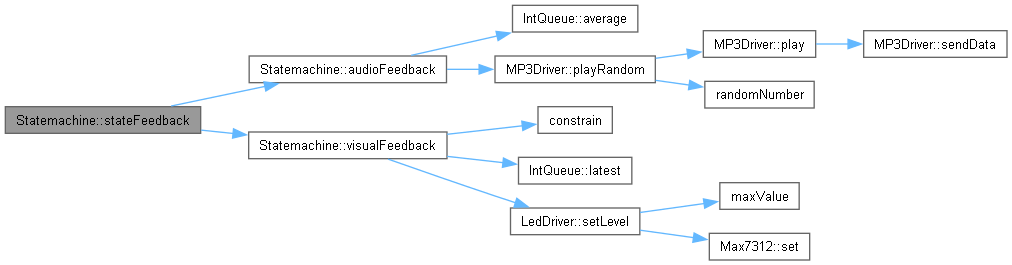 IntQueue::average
MP3Driver::play
MP3Driver::sendData
Statemachine::audioFeedback
MP3Driver::playRandom
randomNumber
Statemachine::stateFeedback
constrain
Statemachine::visualFeedback
IntQueue::latest
maxValue
LedDriver::setLevel
Max7312::set